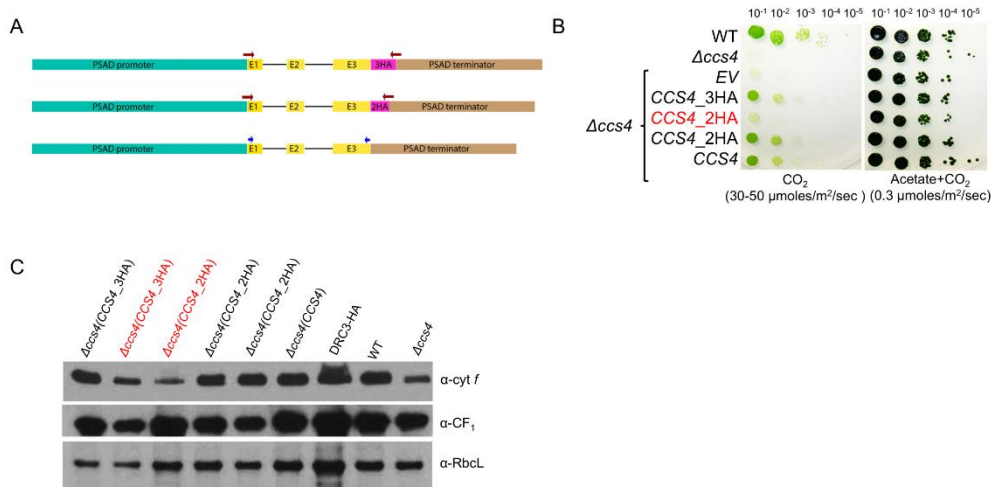 A
PSAD promoter E1 E2 E3 3HA PSAD terminator
PSAD promoter E1 E2 E3 2HA PSAD terminator
PSAD promoter E1 E2 E3 PSAD terminator
B
10⁻¹ 10⁻² 10⁻³ 10⁻⁴ 10⁻⁵ 10⁻¹ 10⁻² 10⁻³ 10⁻⁴ 10⁻⁵
WT
Δccs4
EV
CCS4_3HA
CCS4_2HA
Δccs4
CCS4_2HA
CCS4
CO₂ Acetate+CO₂
(30-50 μmoles/m²/sec ) (0.3 μmoles/m²/sec)
C
Δccs4(CCS4_3HA)
Δccs4(CCS4_3HA)
Δccs4(CCS4_2HA)
Δccs4(CCS4_2HA)
Δccs4(CCS4_2HA)
Δccs4(CCS4)
DRC3-HA
WT
Δccs4
α-cyt f
α-CF₁
α-RbcL